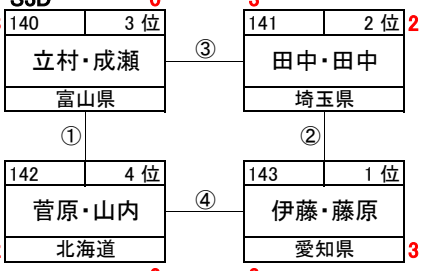 140 3 位
立村・成瀬
富山県
③
141 2 位 2
田中・田中
埼玉県
① ②
142 4 位
菅原・山内
北海道
④
143 1 位
伊藤・藤原
愛知県 3